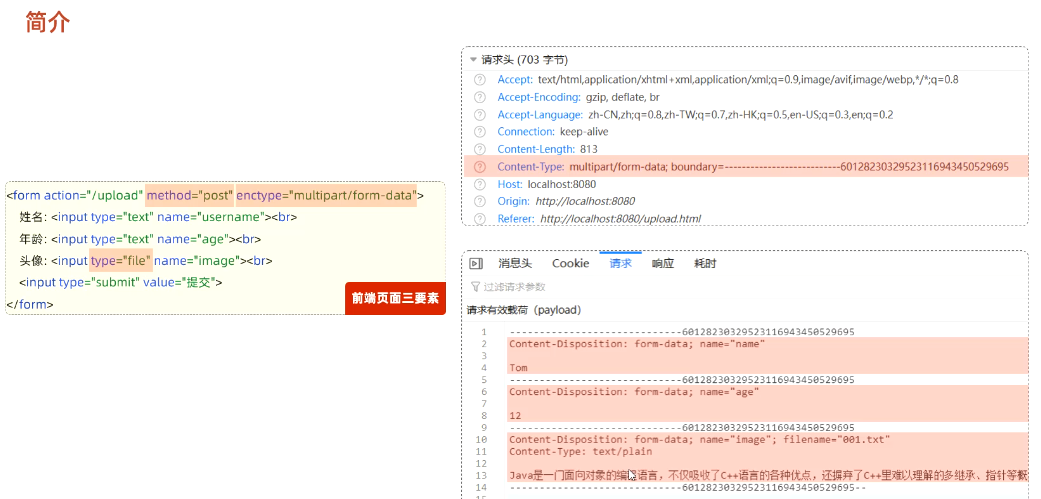 简介
<form action="/upload" method="post" enctype="multipart/form-data">
姓名: <input type="text" name="username"><br>
年龄: <input type="text" name="age"><br>
头像: <input type="file" name="image"><br>
<input type="submit" value="提交">
</form>
前端页面三要素
请求头 (703 字节)
Accept: text/html,application/xhtml+xml,application/xml;q=0.9,image/avif,image/webp,*/*;q=0.8
Accept-Encoding: gzip, deflate, br
Accept-Language: zh-CN,zh;q=0.8,zh-TW;q=0.7,zh-HK;q=0.5,en-US;q=0.3,en;q=0.2
Connection: keep-alive
Content-Length: 813
Content-Type: multipart/form-data; boundary=---------------------------60128230329523116943450529695
Host: localhost:8080
Origin: http://localhost:8080
Referer: http://localhost:8080/upload.html
消息头 Cookie 请求 响应 耗时
过滤请求参数
请求有效载荷 (payload)
1 -----------------------------60128230329523116943450529695
2 Content-Disposition: form-data; name="name"
3
4 Tom
5 -----------------------------60128230329523116943450529695
6 Content-Disposition: form-data; name="age"
7
8 12
9 -----------------------------60128230329523116943450529695
10 Content-Disposition: form-data; name="image"; filename="001.txt"
11 Content-Type: text/plain
12
13 Java是一门面向对象的编程语言，不仅吸收了C++语言的各种优点，还摒弃了C++里难以理解的多继承、指针等概
14 -----------------------------60128230329523116943450529695--